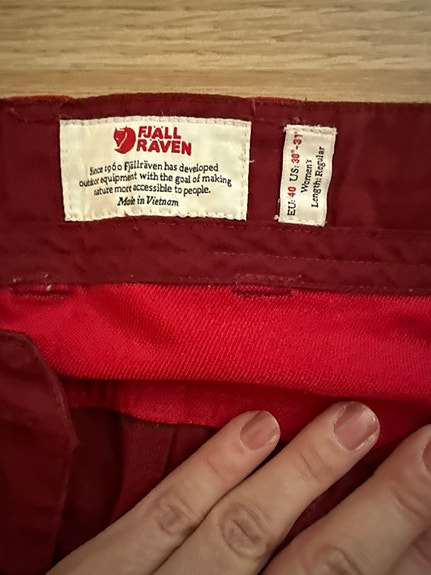 FJÄLL
RÄVEN
Since 1960 Fjällräven has developed
outdoor equipment with the goal of making
nature more accessible to people.
Made in Vietnam
EU: 40 US: 30"-31"
Women's
Length: Regular